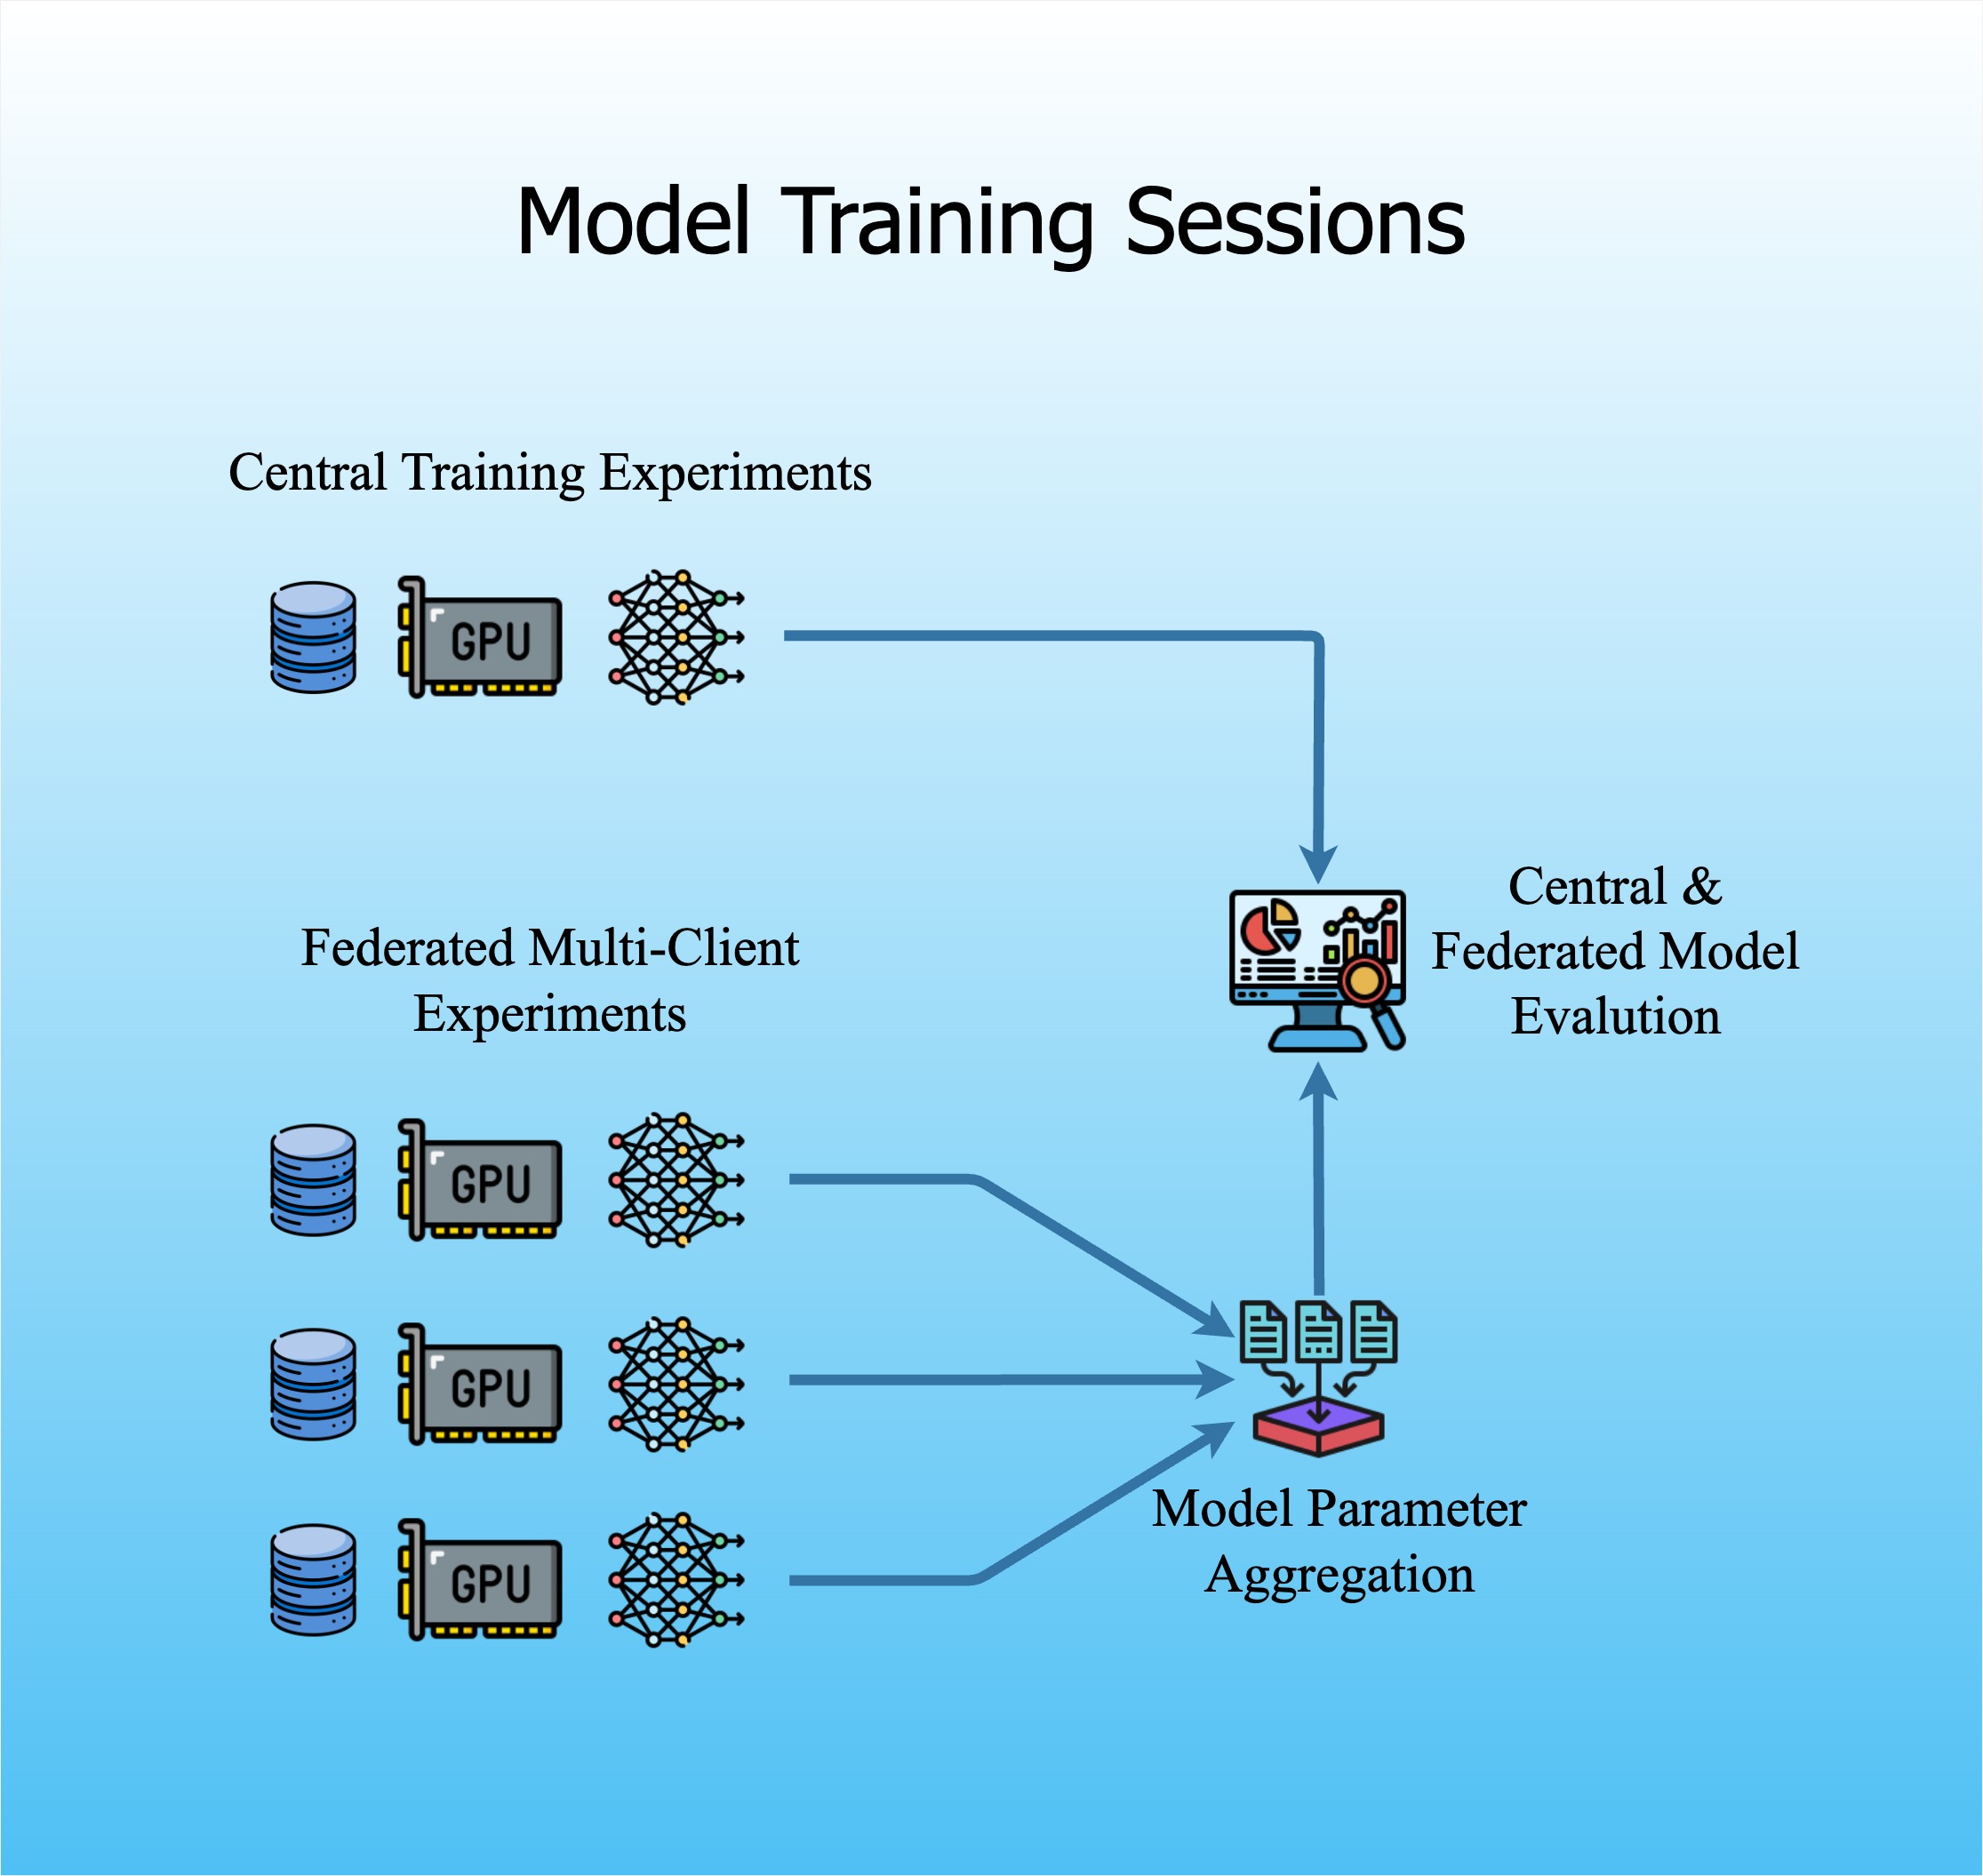 Model Training Sessions
Central Training Experiments
GPU
Central &
Federated Model
Evalution
Federated Multi-Client
Experiments
GPU
GPU
GPU
Model Parameter
Aggregation